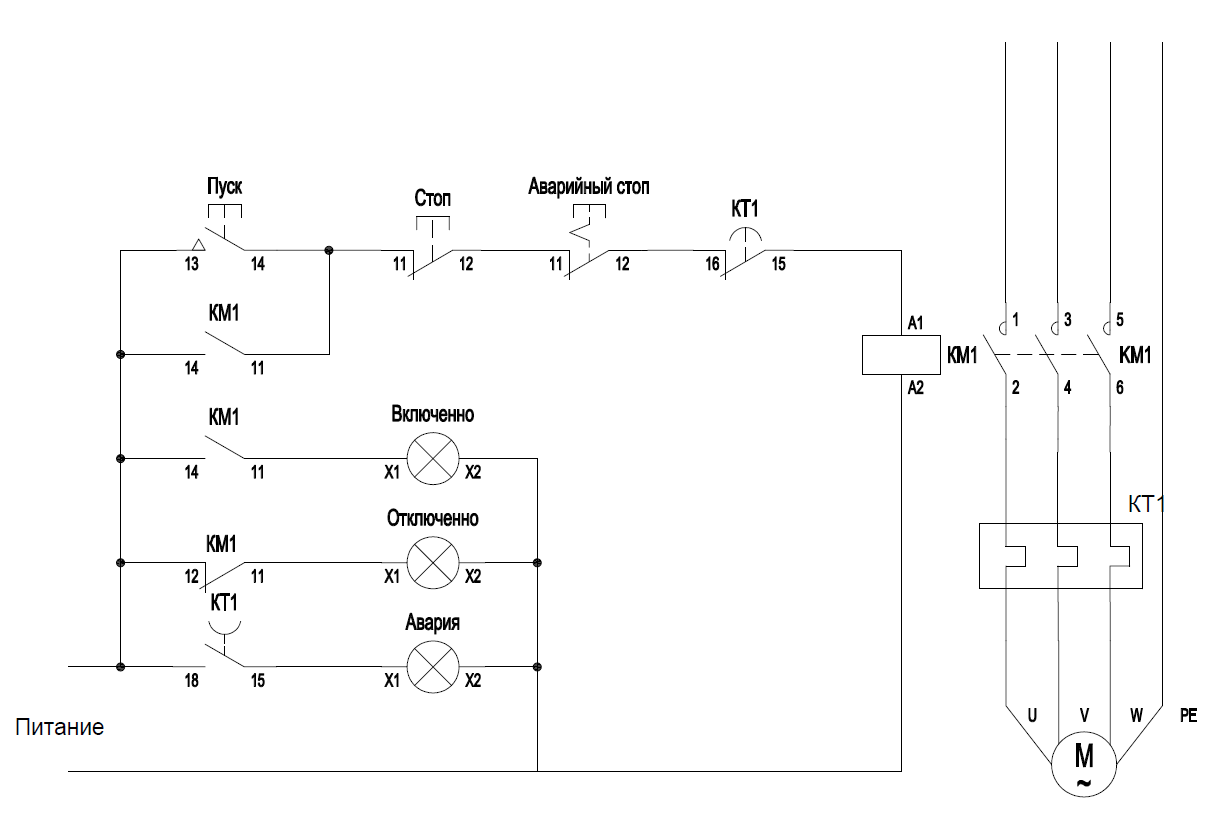 Пуск
Стоп
Аварийный стоп
КТ1
13 14 11 12 11 12 16 15
КМ1
14 11
А1
КМ1
А2
1 3 5
КМ1
2 4 6
КМ1
Включенно
14 11 X1 X2
КМ1
Отключенно
12 11 X1 X2
КТ1
КТ1
Авария
18 15 X1 X2
Питание
U V W PE
M
~